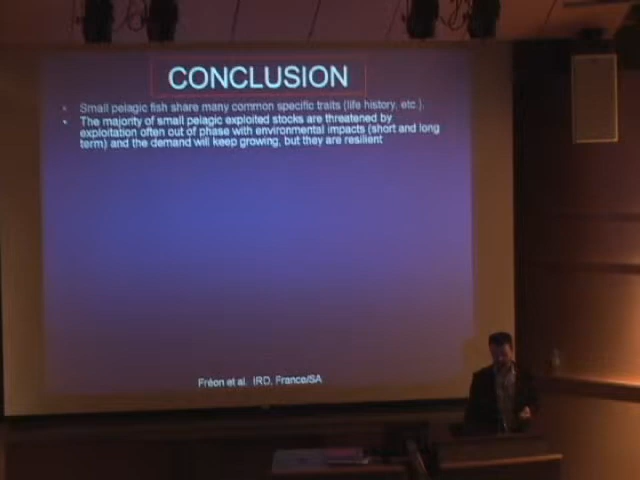 CONCLUSION
• Small pelagic fish share many common specific traits (life history, etc.).
• The majority of small pelagic exploited stocks are threatened by
exploitation often out of phase with environmental impacts (short and long
term) and the demand will keep growing, but they are resilient
Fréon et al. IRD, France/SA